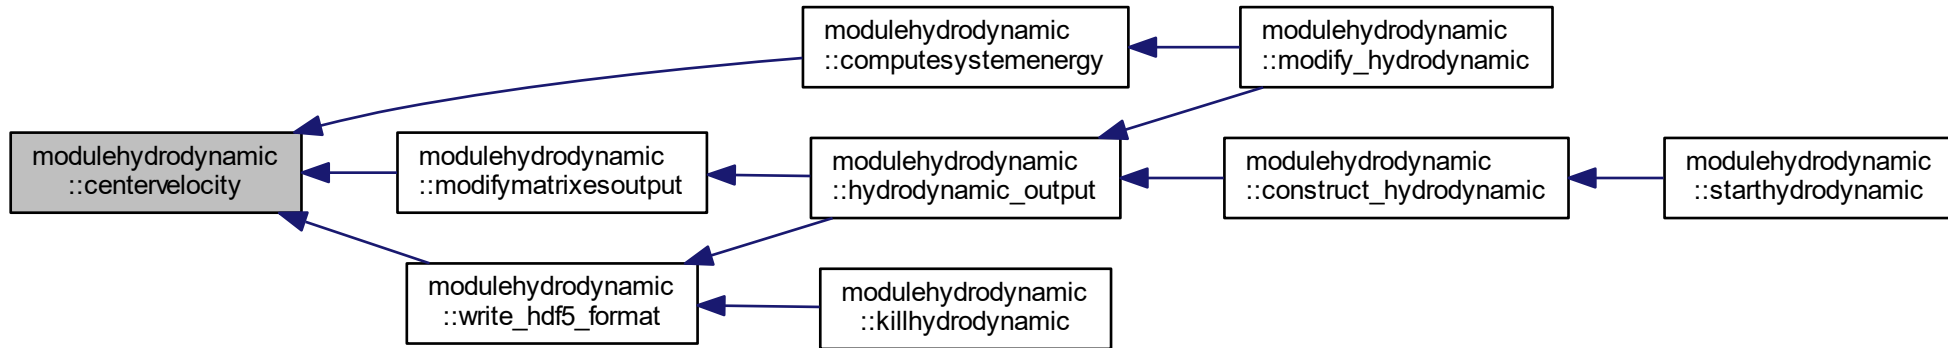 modulehydrodynamic
::computesystemenergy
modulehydrodynamic
::modify_hydrodynamic
modulehydrodynamic
::centervelocity
modulehydrodynamic
::modifymatrixesoutput
modulehydrodynamic
::hydrodynamic_output
modulehydrodynamic
::construct_hydrodynamic
modulehydrodynamic
::starthydrodynamic
modulehydrodynamic
::write_hdf5_format
modulehydrodynamic
::killhydrodynamic